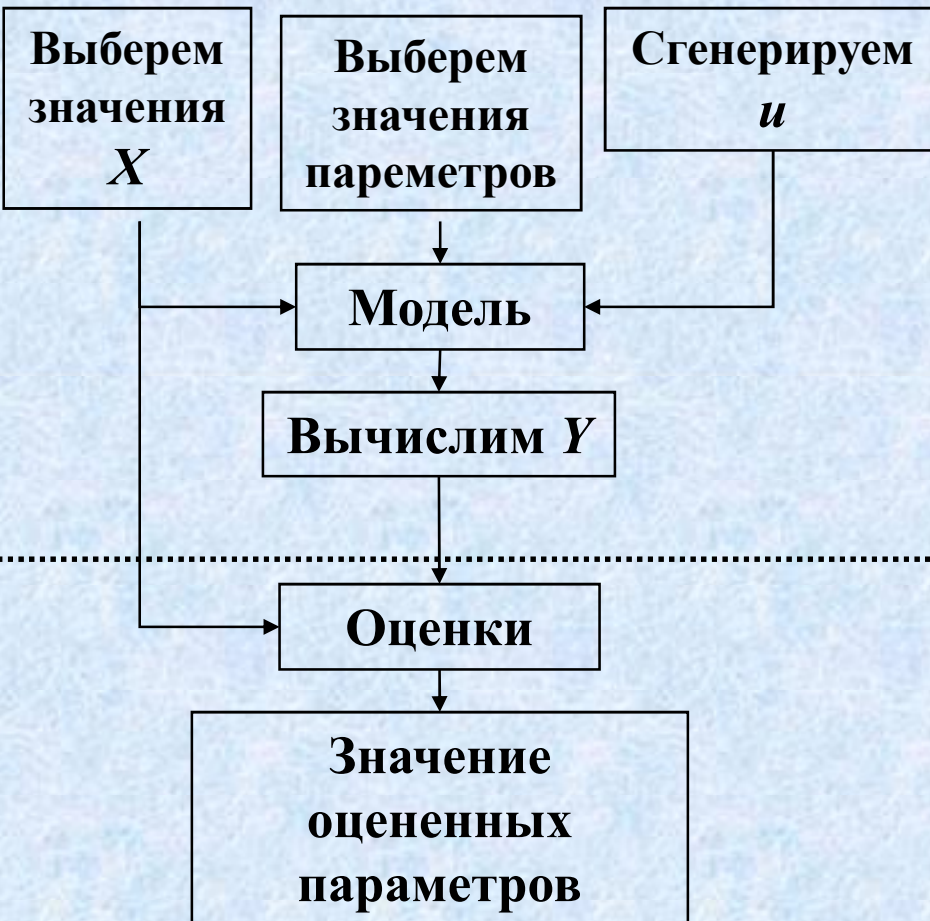 Выберем
значения
X
Выберем
значения
пареметров
Сгенерируем
u
Модель
Вычислим Y
Оценки
Значение
оцененных
параметров